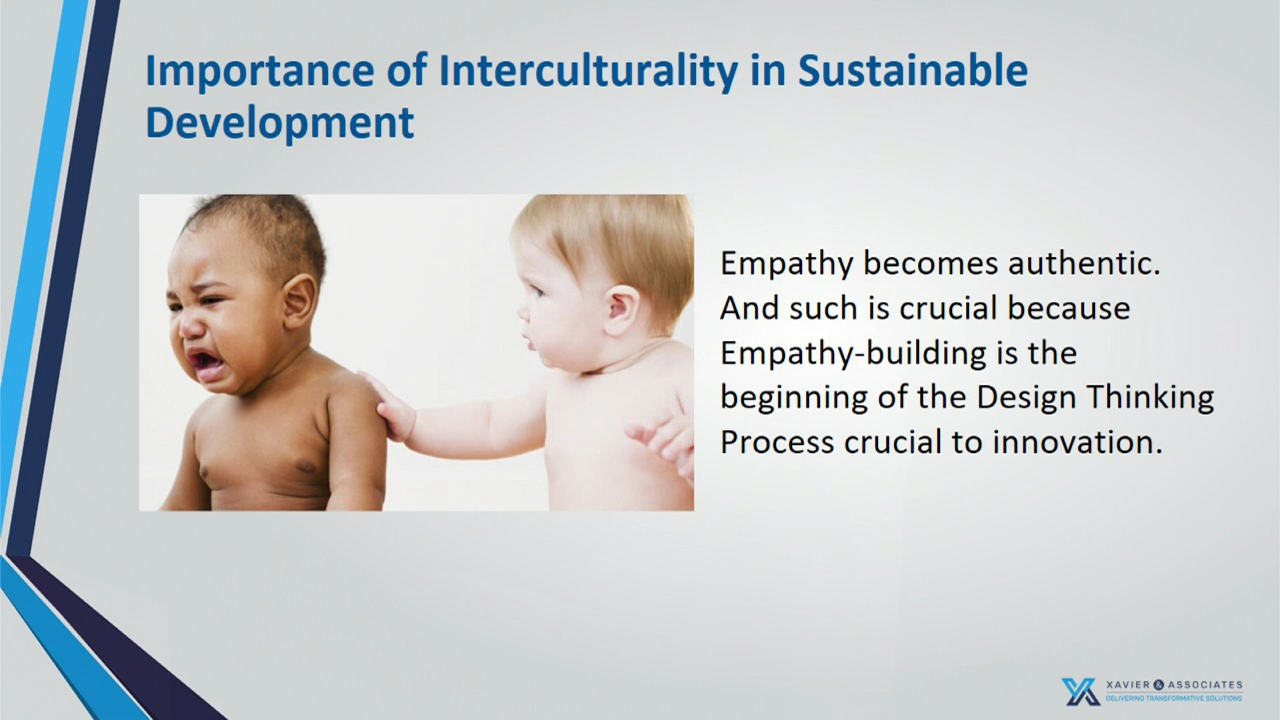 Importance of Interculturality in Sustainable
Development
Empathy becomes authentic.
And such is crucial because
Empathy-building is the
beginning of the Design Thinking
Process crucial to innovation.
XAVIER & ASSOCIATES
DELIVERING TRANSFORMATIVE SOLUTIONS